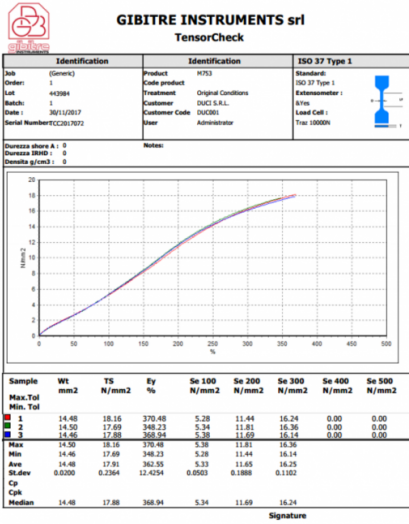 GIBITRE INSTRUMENTS srl
TensorCheck
gibitre
INSTRUMENTS
Identification Identification ISO 37 Type 1
Job (Generic) Product M753 Standard:
Order: 1 Code product ISO 37 Type 1
Lot 443984 Treatment Original Conditions Extensometer :
Batch: 1 Customer DUCI S.R.L. &Yes
Date : 30/11/2017 Customer Code DUC001 Load Cell :
Serial Number: TCC2017072 User Administrator Traz 10000N
Durezza shore A : 0 Notes:
Durezza IRHD : 0
Densita g/cm3 : 0
20
18
16
14
12
10
8
6
4
2
0
N/mm2
0 50 100 150 200 250 300 350 400 450 500
%
Sample Wt TS Ey Se 100 Se 200 Se 300 Se 400 Se 500
mm2 N/mm2 % N/mm2 N/mm2 N/mm2 N/mm2 N/mm2
Max.Tol
Min. Tol
1 14.48 18.16 370.48 5.28 11.44 16.24 0.00 0.00
2 14.50 17.69 348.23 5.34 11.81 16.36 0.00 0.00
3 14.46 17.88 368.94 5.38 11.69 16.14 0.00 0.00
Max 14.50 18.16 370.48 5.38 11.81 16.36
Min 14.46 17.69 348.23 5.28 11.44 16.14
Ave 14.48 17.91 362.55 5.33 11.65 16.25
St.dev 0.0200 0.2364 12.4254 0.0503 0.1888 0.1102
Cp
Cpk
Median 14.48 17.88 368.94 5.34 11.69 16.24
Signature